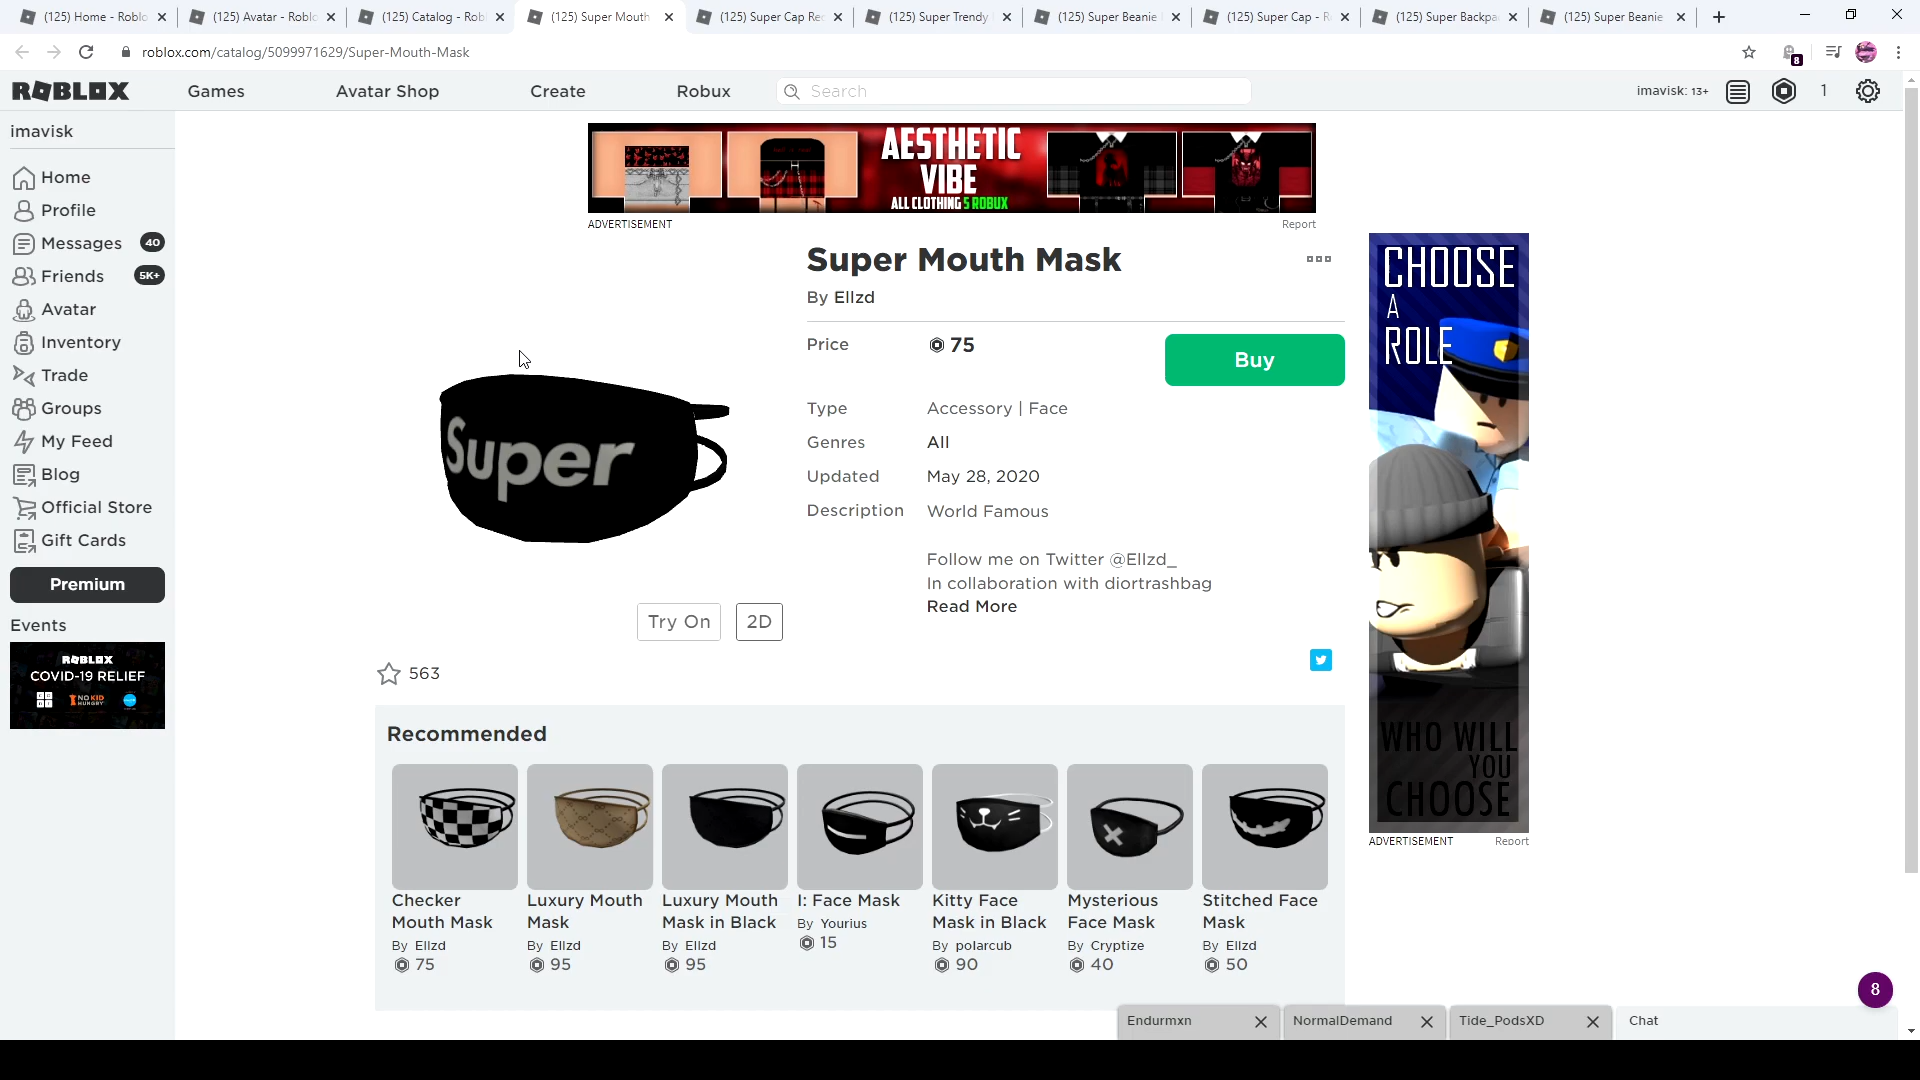 (125) Home - Roblo
(125) Avatar - Roblo
(125) Catalog - Robl
(125) Super Mouth
(125) Super Cap Re
(125) Super Trendy
(125) Super Beanie
(125) Super Cap - R
(125) Super Backpa
(125) Super Beanie
roblox.com/catalog/5099971629/Super-Mouth-Mask
8
ROBLOX
Games
Avatar Shop
Create
Robux
Search
imavisk: 13+
1
imavisk
Home
Profile
Messages 40
Friends 5K+
Avatar
Inventory
Trade
Groups
My Feed
Blog
Official Store
Gift Cards
Premium
Events
ROBLOX
COVID-19 RELIEF
NO KID
HUNGRY
AESTHETIC
VIBE
ALL CLOTHING 5 ROBUX
ADVERTISEMENT
Report
Super
Try On
2D
563
Super Mouth Mask
By Ellzd
Price 75
Buy
Type Accessory | Face
Genres All
Updated May 28, 2020
Description World Famous
Follow me on Twitter @Ellzd_
In collaboration with diortrashbag
Read More
CHOOSE
A
ROLE
WHO WILL
YOU
CHOOSE
ADVERTISEMENT
Report
Recommended
Checker
Mouth Mask
By Ellzd
75
Luxury Mouth
Mask
By Ellzd
95
Luxury Mouth
Mask in Black
By Ellzd
95
I: Face Mask
By Yourius
15
Kitty Face
Mask in Black
By polarcub
90
Mysterious
Face Mask
By Cryptize
40
Stitched Face
Mask
By Ellzd
50
8
Endurmxn
NormalDemand
Tide_PodsXD
Chat